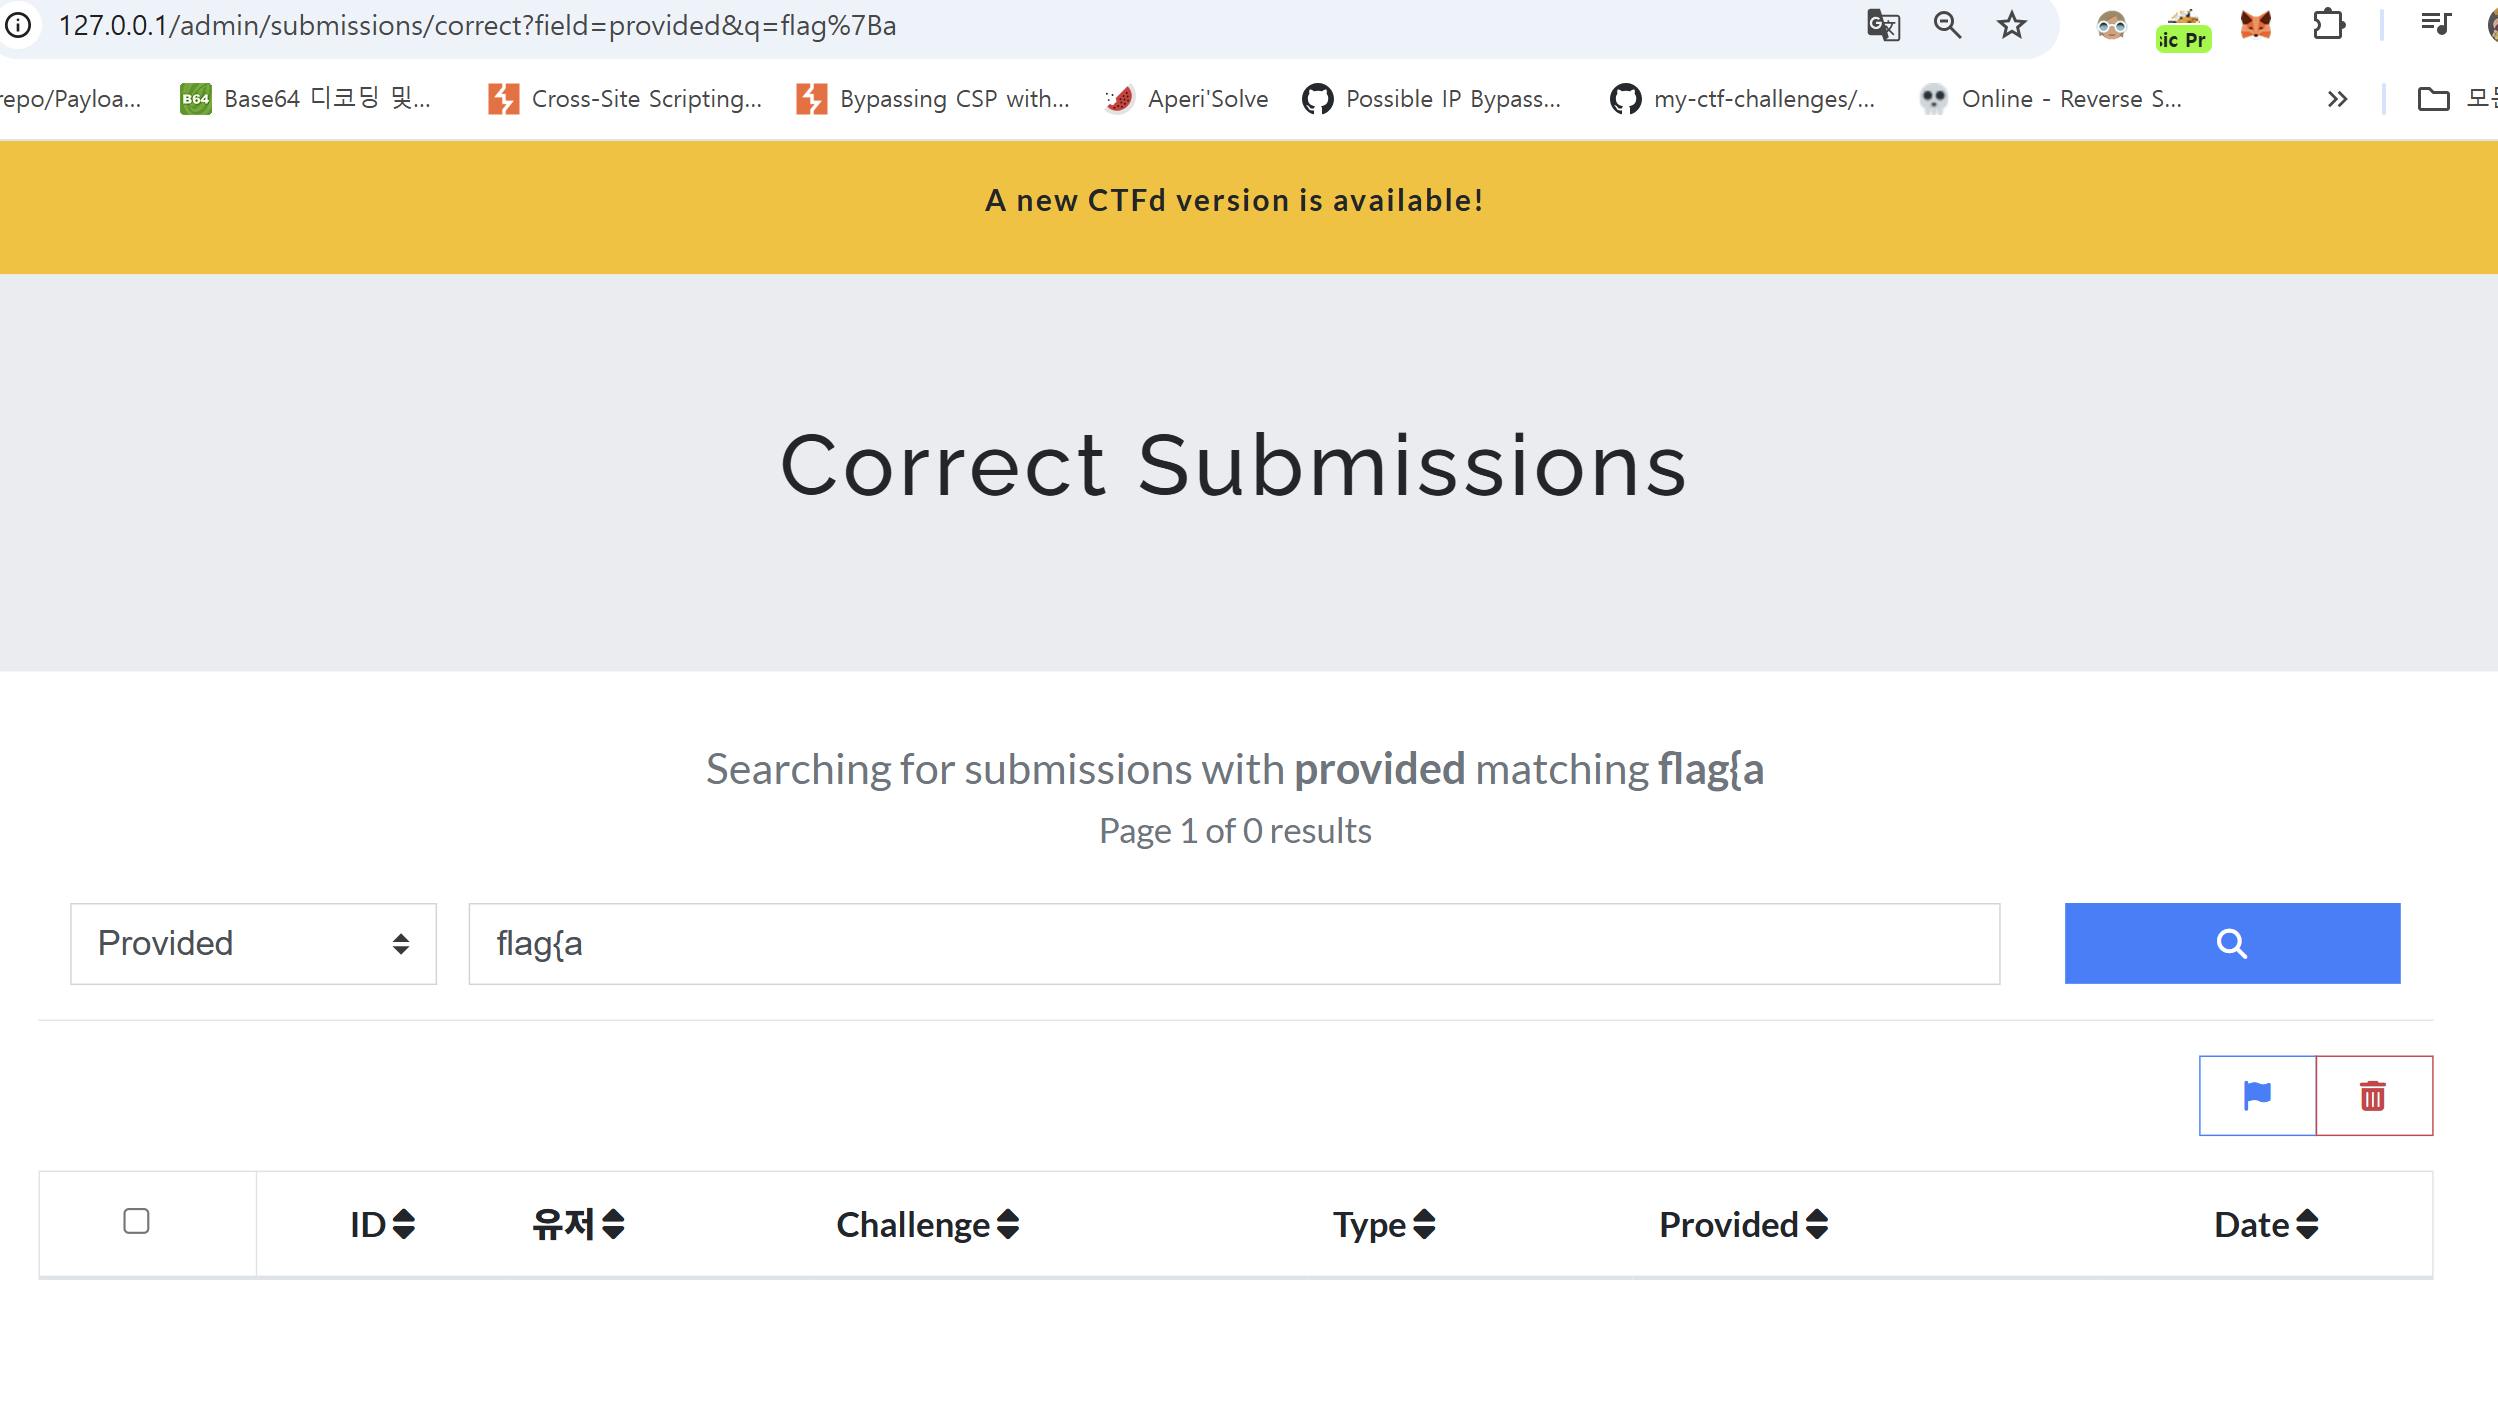 127.0.0.1/admin/submissions/correct?field=provided&q=flag%7Ba
sic Pr
repo/Payloa...
B64 Base64 디코딩 및...
Cross-Site Scripting...
Bypassing CSP with...
Aperi'Solve
Possible IP Bypass...
my-ctf-challenges/...
Online - Reverse S...
A new CTFd version is available!
Correct Submissions
Searching for submissions with provided matching flag{a
Page 1 of 0 results
Provided
flag{a
ID
유저
Challenge
Type
Provided
Date